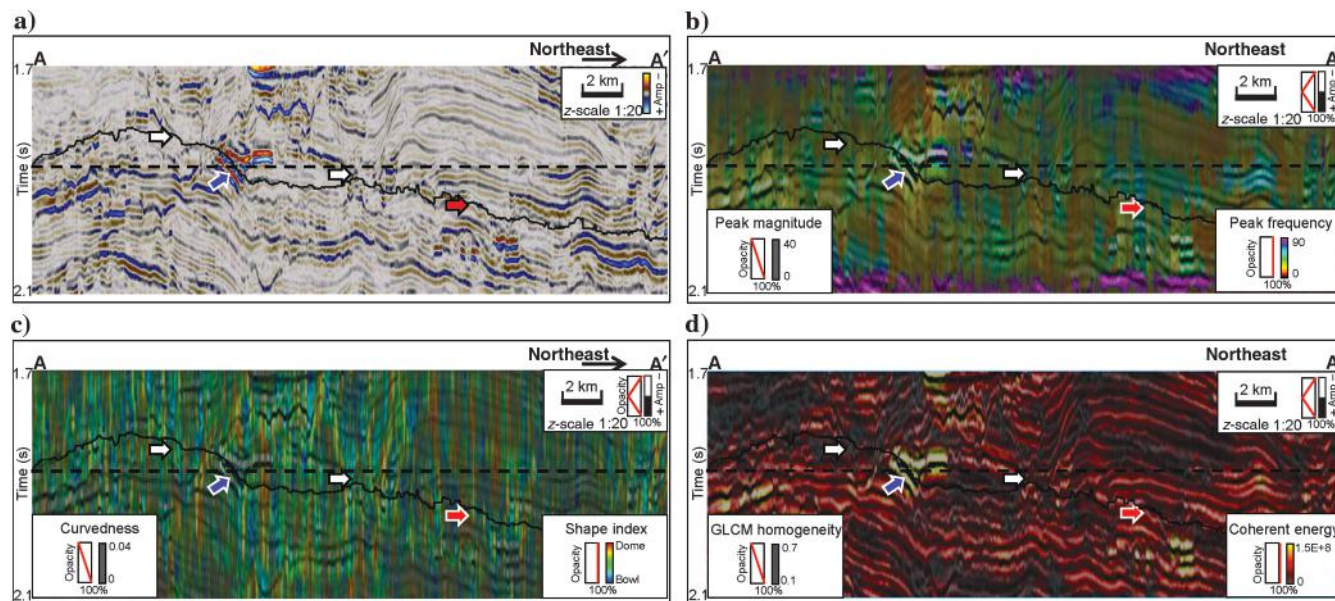 a)
A
Northeast
A′
1.7
2 km
z-scale 1:20
+ Amp −
Time (s)
2.1
b)
A
Northeast
A
1.7
2 km
z-scale 1:20
Opacity
+ Amp −
100%
Time (s)
Peak magnitude
Opacity
40
0
100%
Peak frequency
Opacity
90
0
100%
2.1
c)
A
Northeast
A′
1.7
2 km
z-scale 1:20
Opacity
+ Amp −
100%
Time (s)
Curvedness
Opacity
0.04
0
100%
Shape index
Opacity
Dome
Bowl
100%
2.1
d)
A
Northeast
A
1.7
2 km
z-scale 1:20
Opacity
+ Amp −
100%
Time (s)
GLCM homogeneity
Opacity
0.7
0.1
100%
Coherent energy
Opacity
1.5E+8
0
100%
2.1